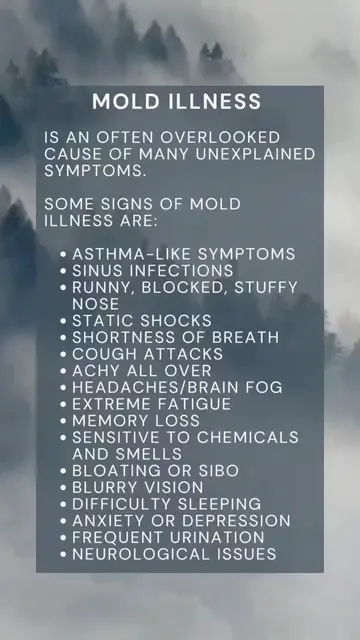 MOLD ILLNESS
IS AN OFTEN OVERLOOKED
CAUSE OF MANY UNEXPLAINED
SYMPTOMS.
SOME SIGNS OF MOLD
ILLNESS ARE:
• ASTHMA-LIKE SYMPTOMS
• SINUS INFECTIONS
• RUNNY, BLOCKED, STUFFY
NOSE
• STATIC SHOCKS
• SHORTNESS OF BREATH
• COUGH ATTACKS
• ACHY ALL OVER
• HEADACHES/BRAIN FOG
• EXTREME FATIGUE
• MEMORY LOSS
• SENSITIVE TO CHEMICALS
AND SMELLS
• BLOATING OR SIBO
• BLURRY VISION
• DIFFICULTY SLEEPING
• ANXIETY OR DEPRESSION
• FREQUENT URINATION
• NEUROLOGICAL ISSUES